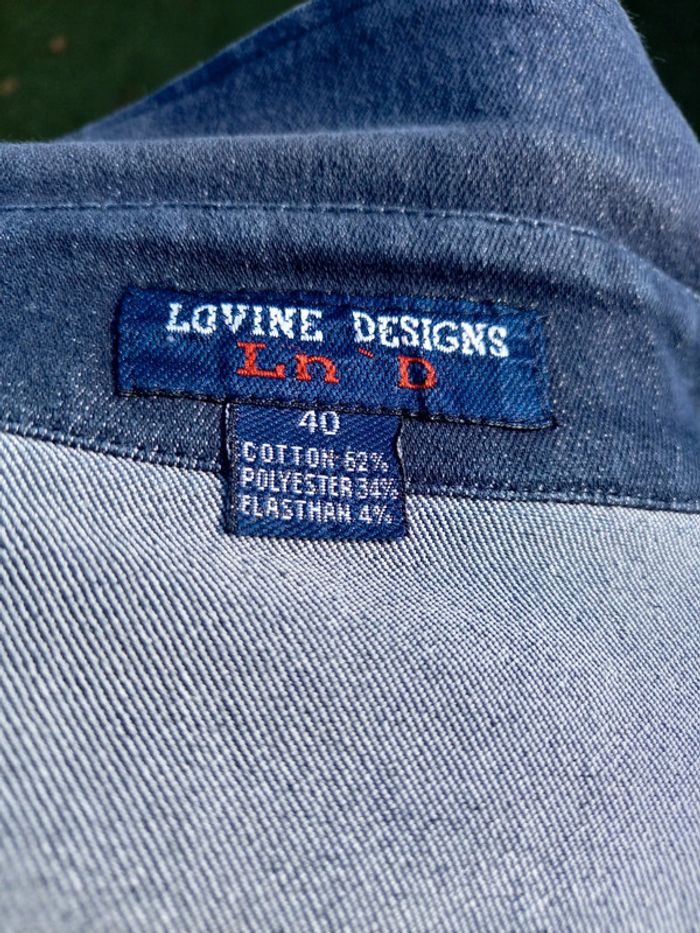 LOVINE DESIGNS
Ln`D
40
COTTON 62%
POLYESTER 34%
ELASTHAN 4%